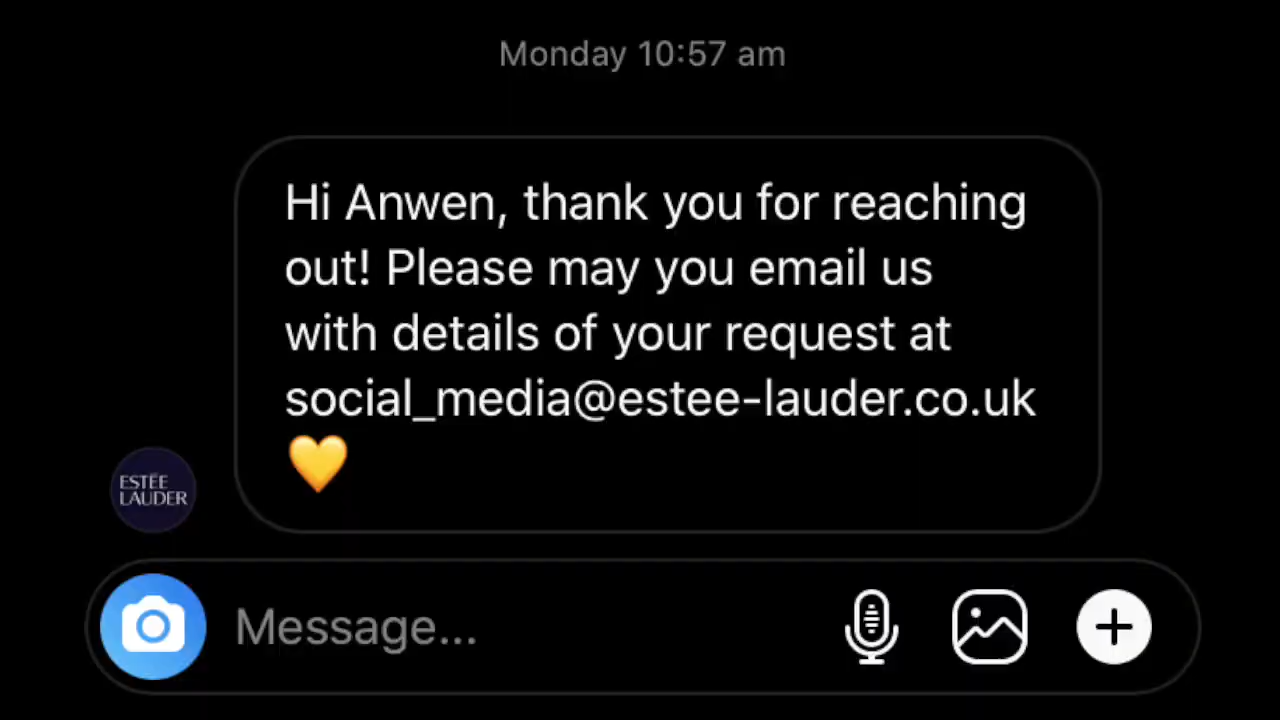 Monday 10:57 am
Hi Anwen, thank you for reaching
out! Please may you email us
with details of your request at
social_media@estee-lauder.co.uk
💛
ESTĒE
LAUDER
Message...